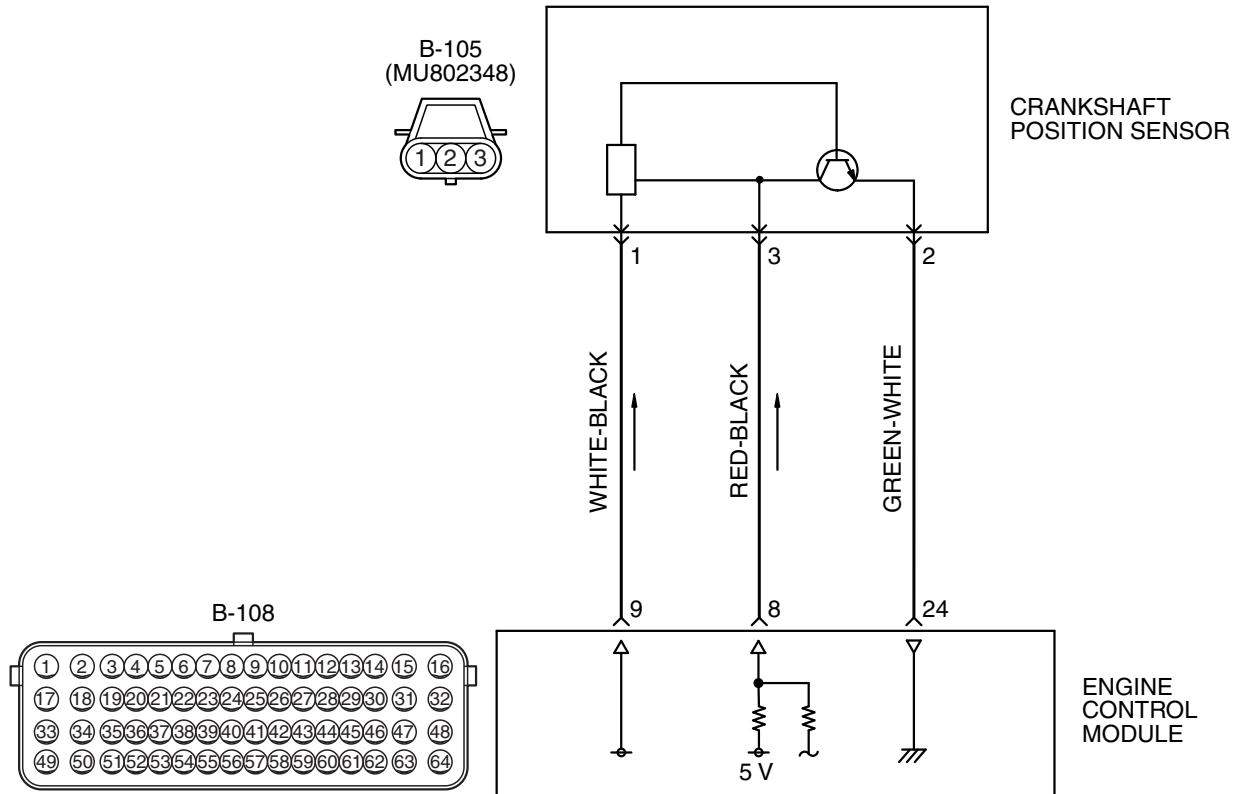 B-105
(MU802348)
1 2 3
CRANKSHAFT
POSITION SENSOR
1 3 2
WHITE-BLACK
RED-BLACK
GREEN-WHITE
9 8 24
B-108
1 2 3 4 5 6 7 8 9 10 11 12 13 14 15 16
17 18 19 20 21 22 23 24 25 26 27 28 29 30 31 32
33 34 35 36 37 38 39 40 41 42 43 44 45 46 47 48
49 50 51 52 53 54 55 56 57 58 59 60 61 62 63 64
5 V
ENGINE
CONTROL
MODULE